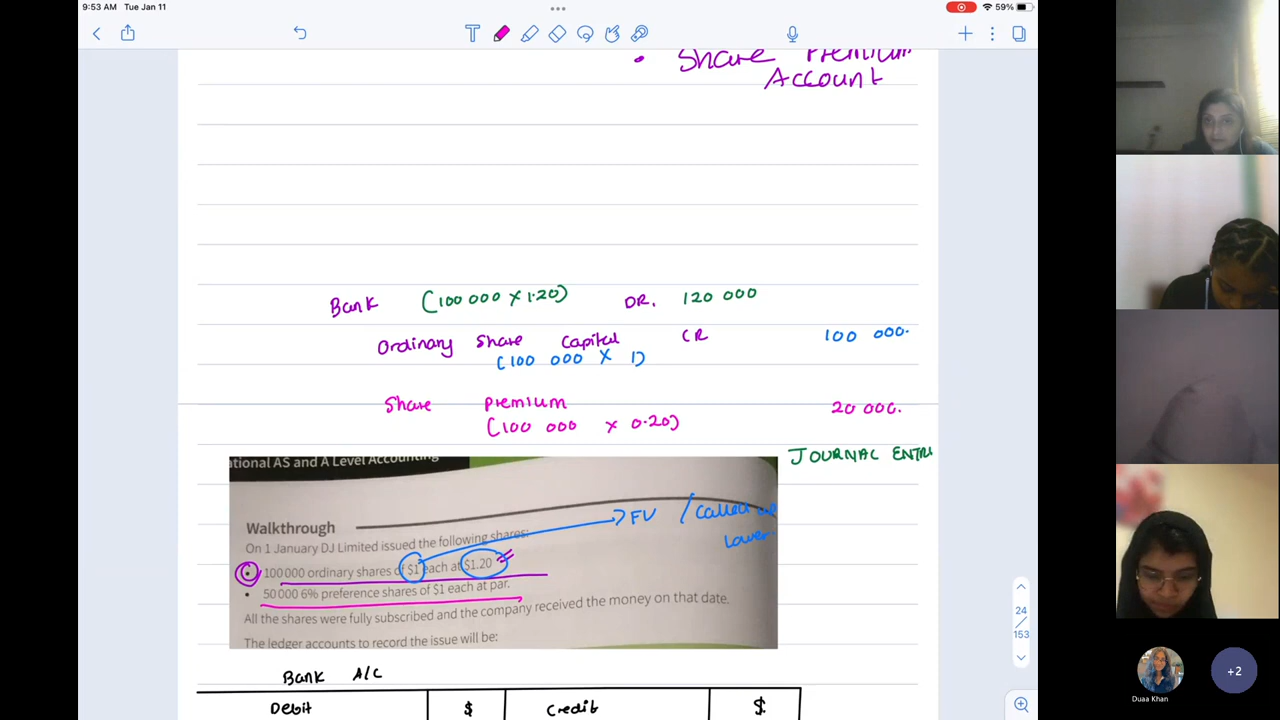 9:53 AM Tue Jan 11
59%
Share Premium
Account
Bank (100 000 x 1.20) DR. 120 000
Ordinary Share Capital CR 100 000.
(100 000 x 1)
Share Premium 20 000.
(100 000 x 0.20)
JOURNAL ENTR
ational AS and A Level Accounting
Walkthrough
FV / Called up
lower.
On 1 January DJ Limited issued the following shares:
• 100 000 ordinary shares of $1 each at $1.20
• 50 000 6% preference shares of $1 each at par.
All the shares were fully subscribed and the company received the money on that date.
The ledger accounts to record the issue will be:
24
/
153
Bank A/C
Debit $ Credit $
Duaa Khan
+2